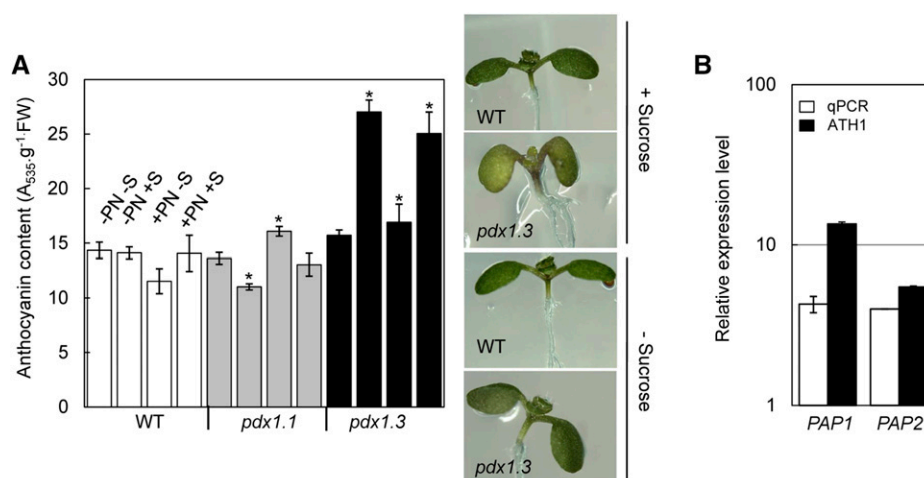 A
Anthocyanin content (A535·g-1·FW)
30
25
20
15
10
5
0
-PN -S
-PN +S
+PN -S
+PN +S
*
*
*
*
*
WT
pdx1.1
pdx1.3
WT
pdx1.3
+ Sucrose
WT
pdx1.3
- Sucrose
B
Relative expression level
100
10
1
qPCR
ATH1
PAP1
PAP2